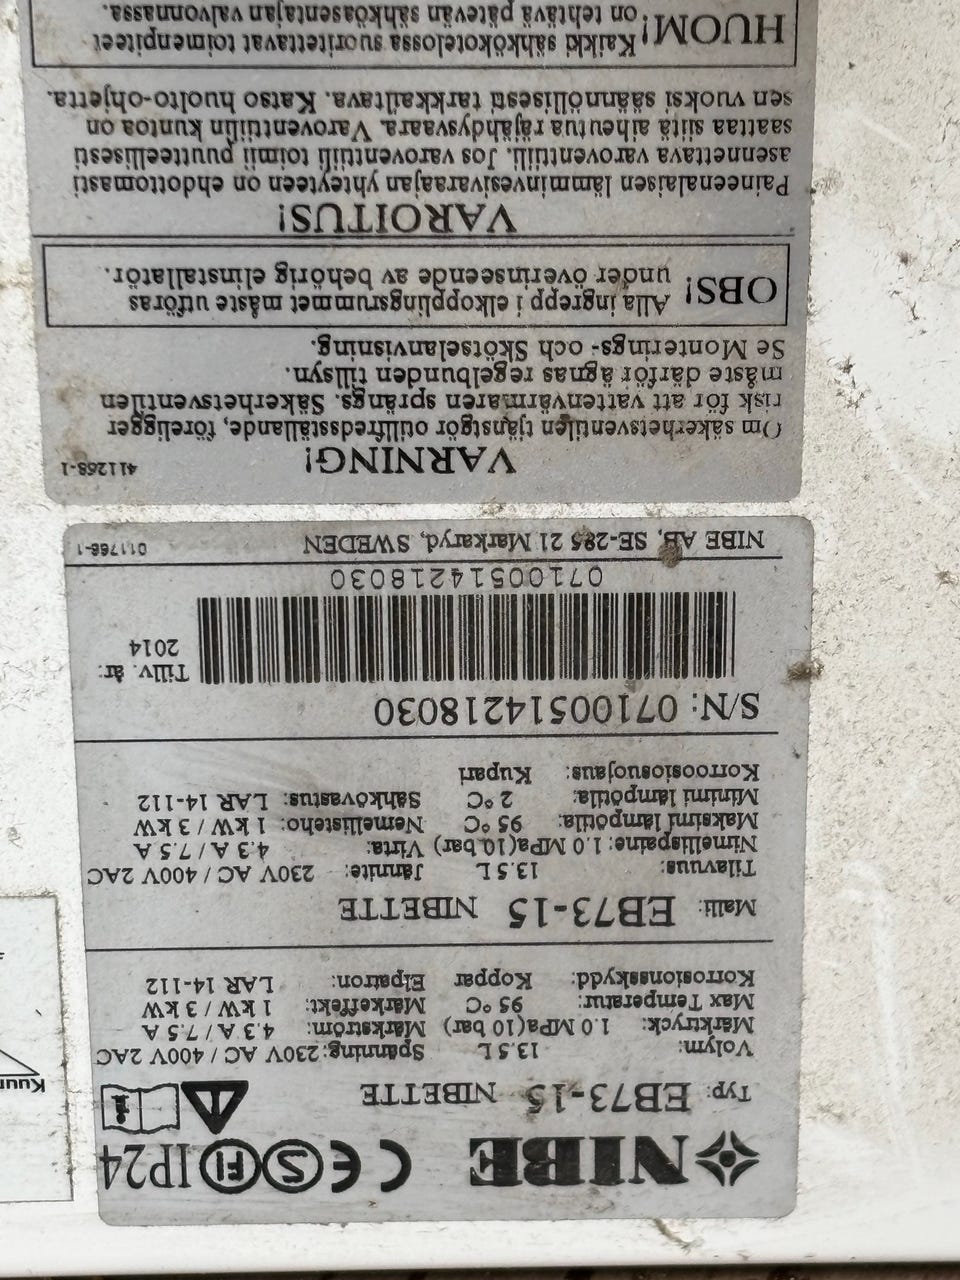 NIBE CE S FI IP24
Typ: EB73-15 NIBETTE
Volym: 13.5 L Spänning: 230V AC / 400V 2AC
Märktryck: 1.0 MPa(10 bar) Märkström: 4.3 A / 7.5 A
Max Temperatur: 95 °C Märkeffekt: 1 kW / 3 kW
Korrosionsskydd: Koppar Elpatron: LAR 14-112
Malli: EB73-15 NIBETTE
Tilavuus: 13.5 L Jännite: 230V AC / 400V 2AC
Nimellispaine: 1.0 MPa(10 bar) Virta: 4.3 A / 7.5 A
Maksimi lämpötila: 95 °C Nemellisteho: 1 kW / 3 kW
Minimi lämpötila: 2 °C Sähkövastus: LAR 14-112
Korroosiosuojaus: Kupari
S/N: 07100514218030
Tillv. år:
2014
07100514218030
NIBE AB, SE-285 21 Markaryd, SWEDEN 011766-1
VARNING! 411268-1
Om säkerhetsventilen tjänstgör otillfredsställande, föreligger
risk för att vattenvärmaren sprängs. Säkerhetsventilen
måste därför ägnas regelbunden tillsyn.
Se Monterings- och Skötselanvisning.
OBS! Alla ingrepp i elkopplingsrummet måste utföras
under överinseende av behörig elinstallatör.
VAROITUS!
Paineenalaisen lämminvesivaraajan yhteyteen on ehdottomasti
asennettava varoventtiili. Jos varoventtiili toimii puutteellisesti
saattaa siitä aiheutua räjähdysvaara. Varoventtiilin kuntoa on
sen vuoksi säännöllisesti tarkkailtava. Katso huolto-ohjetta.
HUOM! Kaikki sähkökotelossa suoritettavat toimenpiteet
on tehtävä pätevän sähköasentajan valvonnassa.